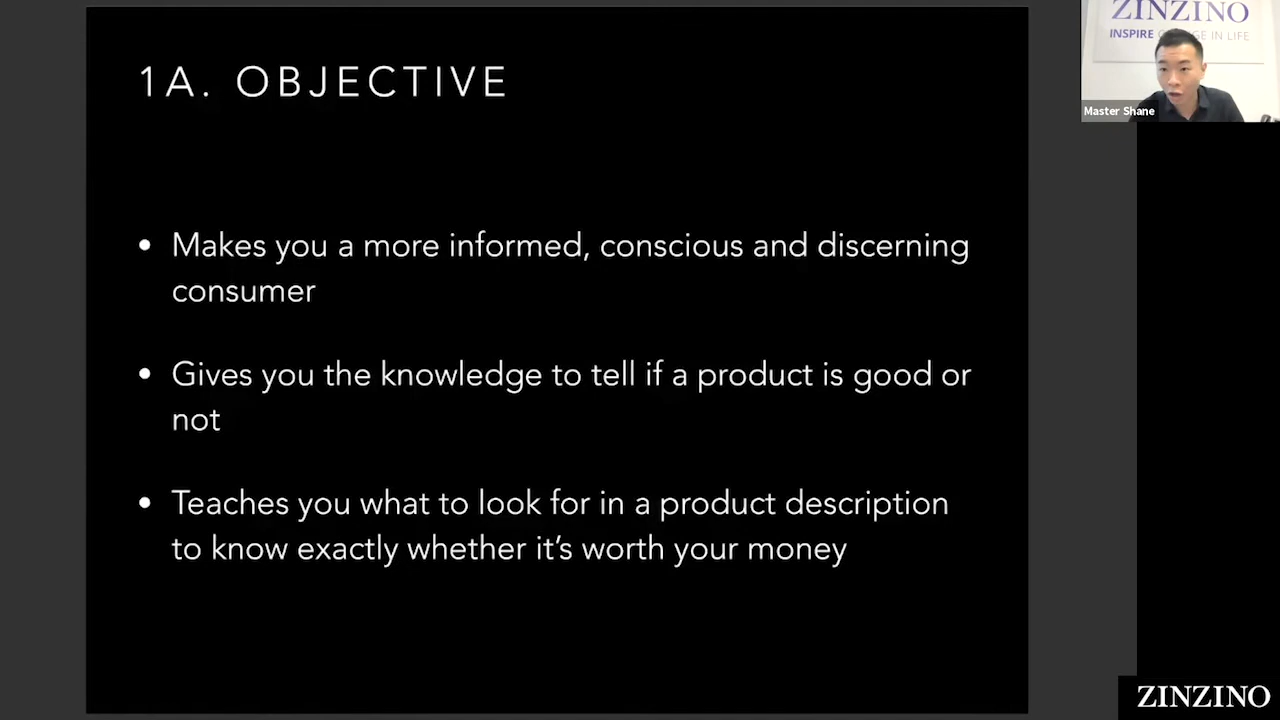 1A. OBJECTIVE
• Makes you a more informed, conscious and discerning
consumer
• Gives you the knowledge to tell if a product is good or
not
• Teaches you what to look for in a product description
to know exactly whether it's worth your money
ZINZINO
INSPIRE IN LIFE
Master Shane
ZINZINO